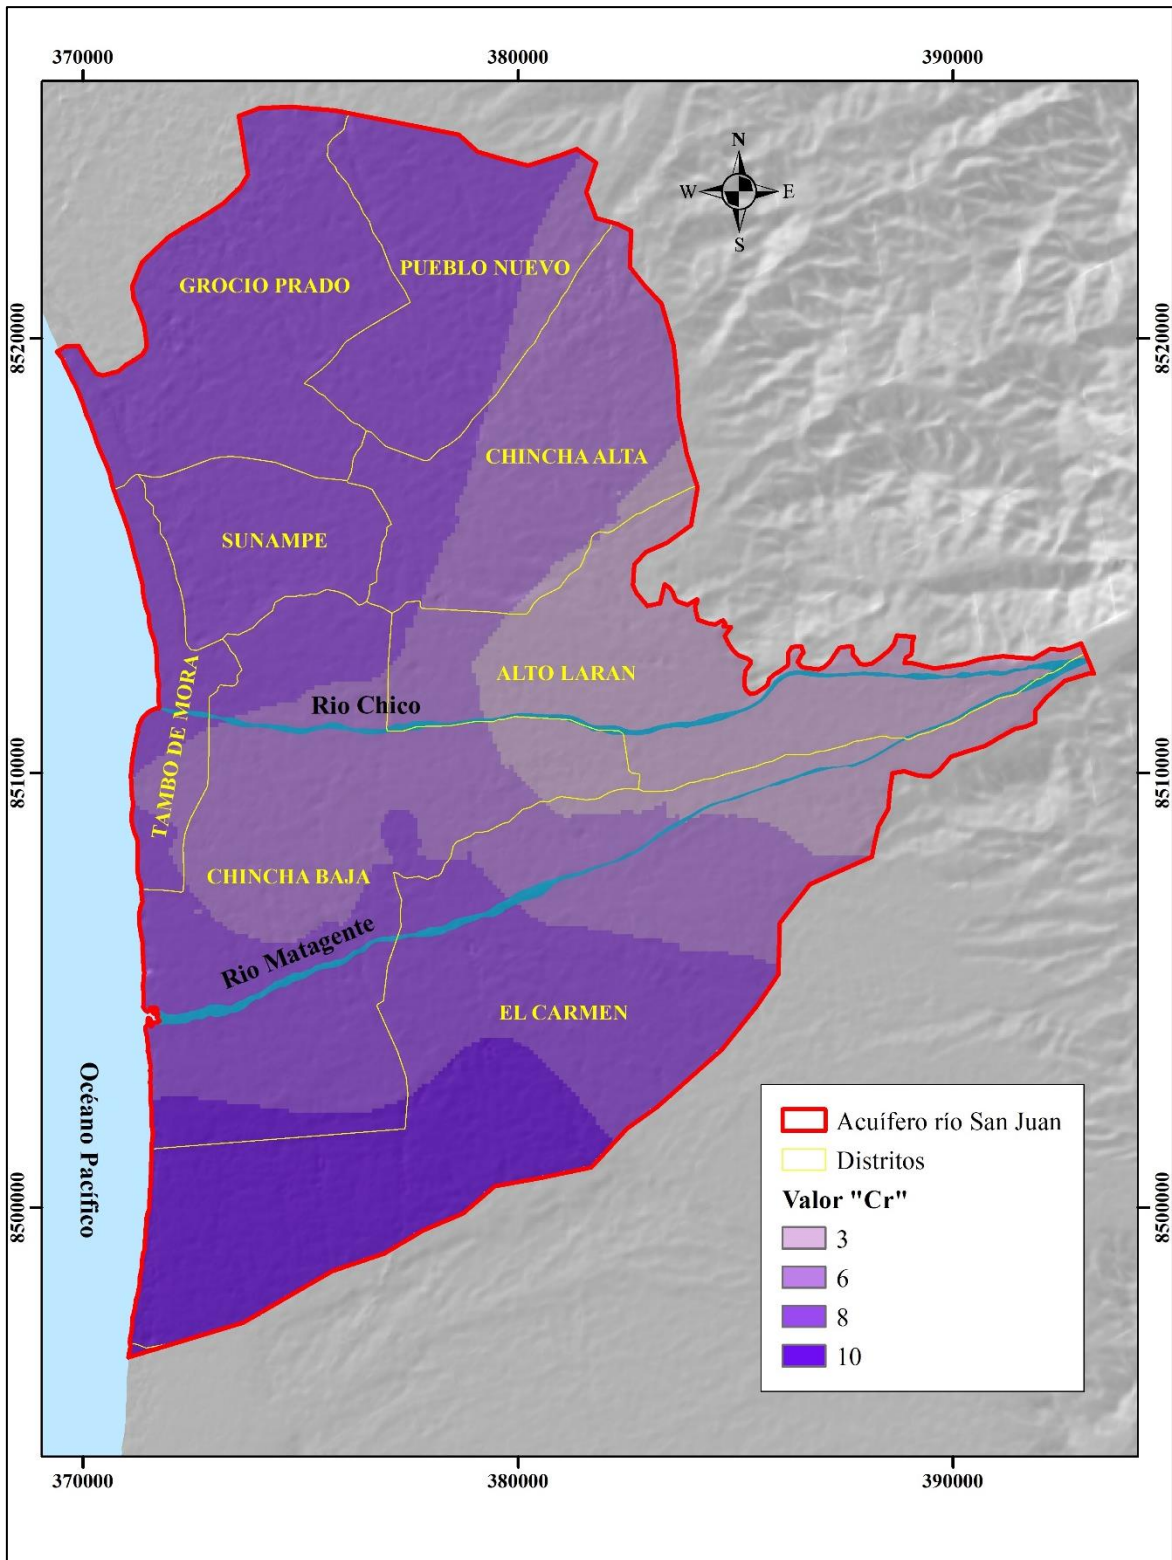 370000
380000
390000
N
W
E
S
PUEBLO NUEVO
GROCIO PRADO
8520000
8520000
CHINCHA ALTA
SUNAMPE
ALTO LARAN
TAMBO DE MORA
Rio Chico
8510000
8510000
CHINCHA BAJA
Rio Matagente
EL CARMEN
Océano Pacífico
8500000
8500000
Acuífero río San Juan
Distritos
Valor "Cr"
3
6
8
10
370000
380000
390000